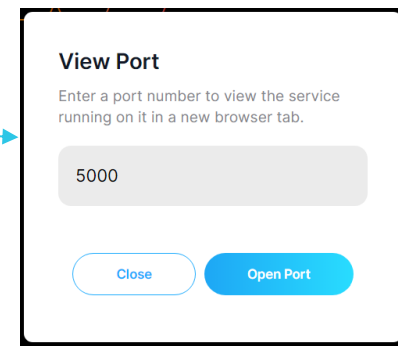 View Port
Enter a port number to view the service
running on it in a new browser tab.
5000
Close
Open Port